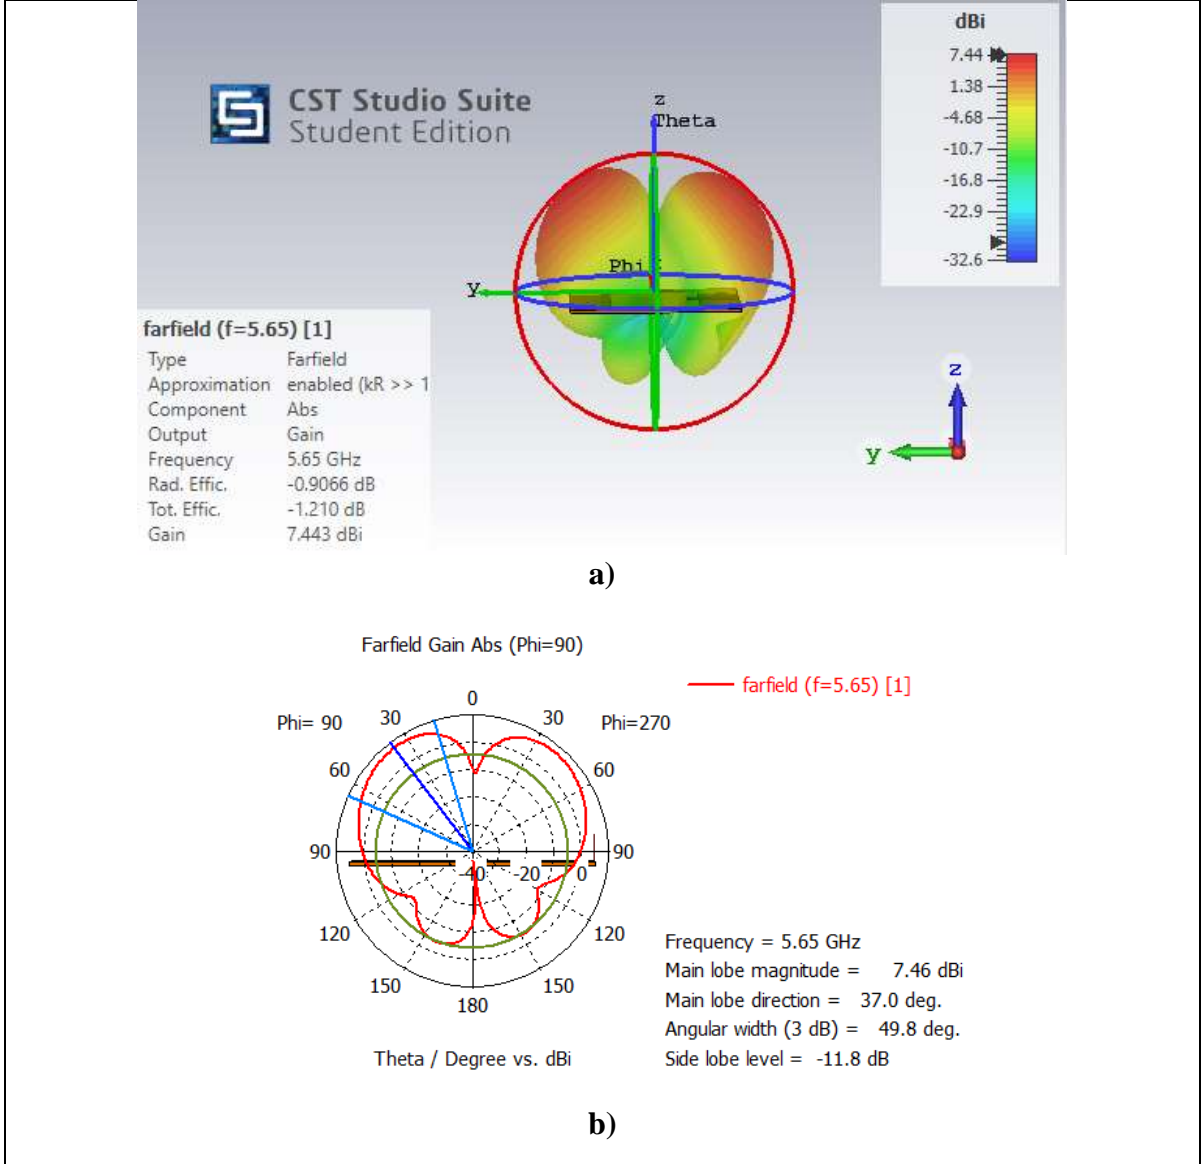 dBi
7.44
1.38
-4.68
-10.7
-16.8
-22.9
-32.6
CST Studio Suite
Student Edition
z
Theta
Phi
y
farfield (f=5.65) [1]
Type Farfield
Approximation enabled (kR >> 1
Component Abs
Output Gain
Frequency 5.65 GHz
Rad. Effic. -0.9066 dB
Tot. Effic. -1.210 dB
Gain 7.443 dBi
z
y
a)
Farfield Gain Abs (Phi=90)
farfield (f=5.65) [1]
0
Phi= 90 30 30 Phi=270
60 60
90 90
-40 -20 0
120 120
150 150
180
Theta / Degree vs. dBi
Frequency = 5.65 GHz
Main lobe magnitude = 7.46 dBi
Main lobe direction = 37.0 deg.
Angular width (3 dB) = 49.8 deg.
Side lobe level = -11.8 dB
b)